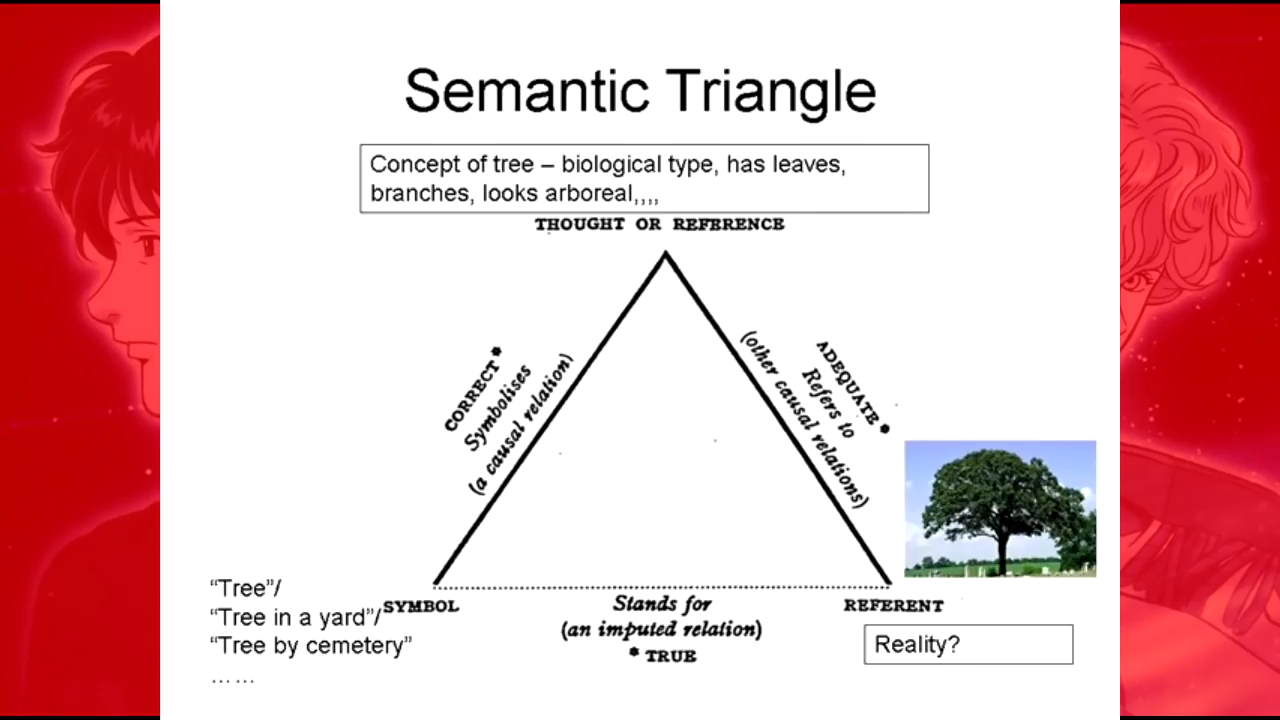 Semantic Triangle
Concept of tree – biological type, has leaves,
branches, looks arboreal,,,,
THOUGHT OR REFERENCE
CORRECT*
Symbolises
(a causal relation)
ADEQUATE*
Refers to
(other causal relations)
“Tree”/
“Tree in a yard”/
“Tree by cemetery”
... ...
SYMBOL
Stands for
(an imputed relation)
* TRUE
REFERENT
Reality?